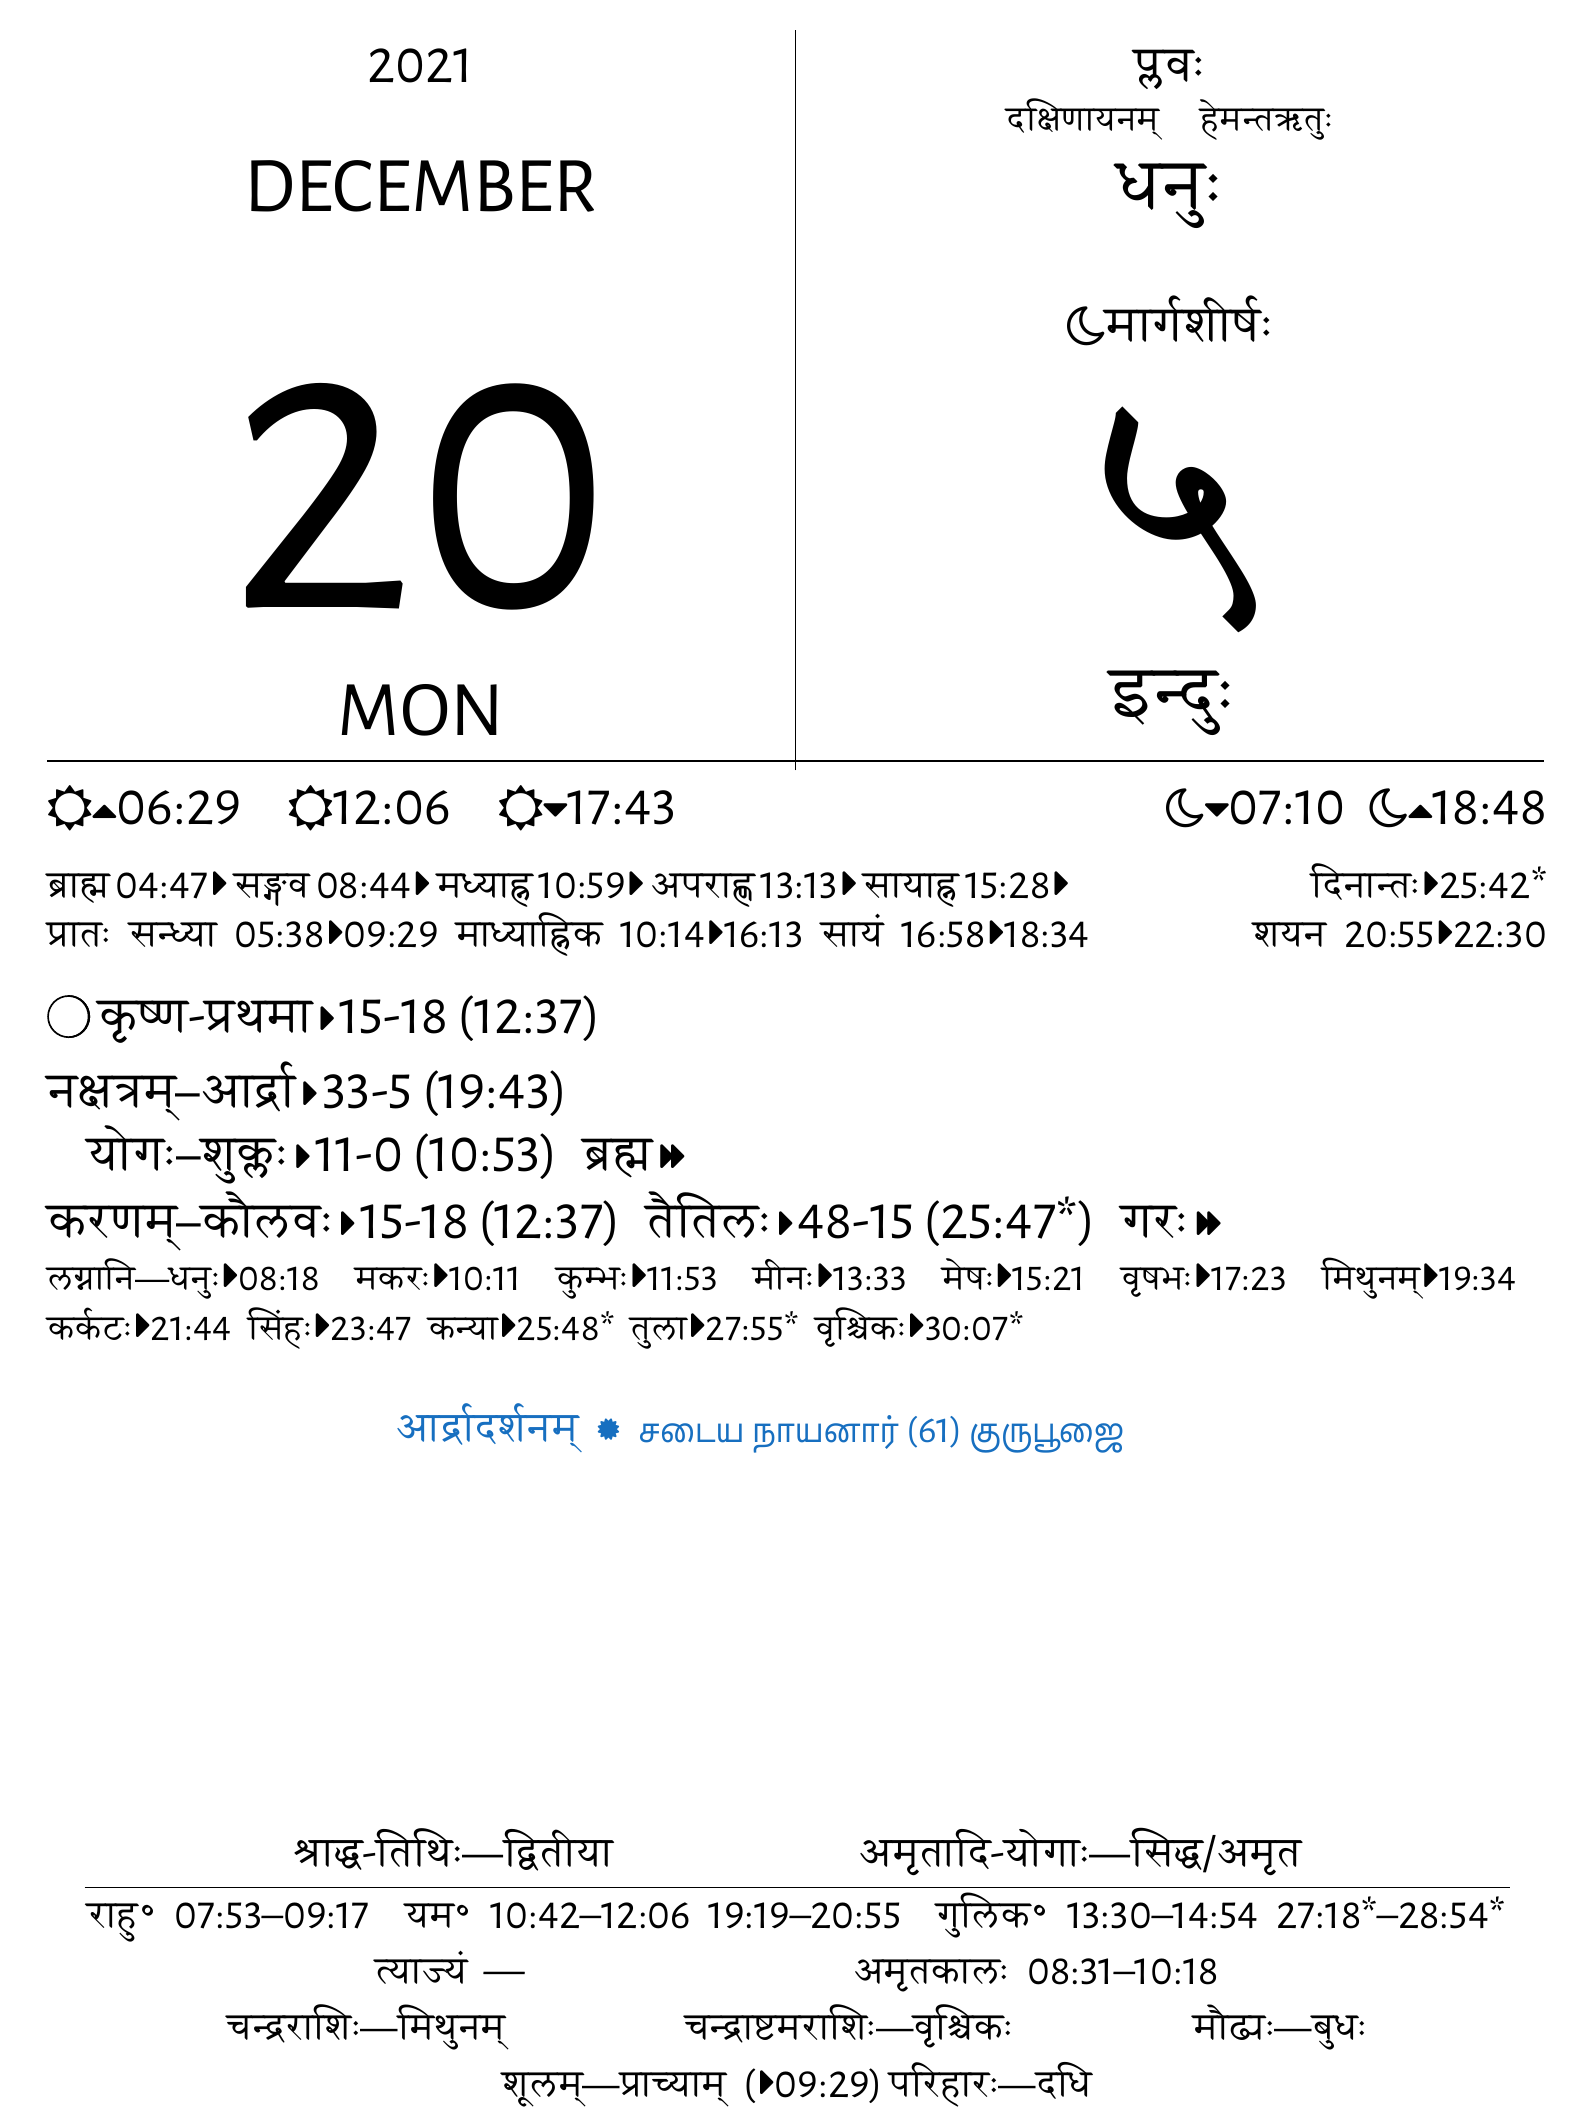 2021
DECEMBER
20
MON
प्लवः
दक्षिणायनम् हेमन्तऋतुः
धनुः
मार्गशीर्षः
५
इन्दुः
06:29 12:06 17:43 07:10 18:48
ब्राह्म 04:47 सङ्गव 08:44 मध्याह्न 10:59 अपराह्ण 13:13 सायाह्न 15:28 दिनान्तः 25:42*
प्रातः सन्ध्या 05:38 09:29 माध्याह्निक 10:14 16:13 सायं 16:58 18:34 शयन 20:55 22:30
कृष्ण-प्रथमा 15-18 (12:37)
नक्षत्रम्–आर्द्रा 33-5 (19:43)
योगः–शुक्लः 11-0 (10:53) ब्रह्म
करणम्–कौलवः 15-18 (12:37) तैतिलः 48-15 (25:47*) गरः
लग्नानि—धनुः 08:18 मकरः 10:11 कुम्भः 11:53 मीनः 13:33 मेषः 15:21 वृषभः 17:23 मिथुनम् 19:34
कर्कटः 21:44 सिंहः 23:47 कन्या 25:48* तुला 27:55* वृश्चिकः 30:07*
आर्द्रादर्शनम् சடைய நாயனார் (61) குருபூஜை
श्राद्ध-तिथिः—द्वितीया अमृतादि-योगाः—सिद्ध/अमृत
राहु॰ 07:53–09:17 यम॰ 10:42–12:06 19:19–20:55 गुलिक॰ 13:30–14:54 27:18*–28:54*
त्याज्यं — अमृतकालः 08:31–10:18
चन्द्रराशिः—मिथुनम् चन्द्राष्टमराशिः—वृश्चिकः मौढ्यः—बुधः
शूलम्—प्राच्याम् (09:29) परिहारः—दधि